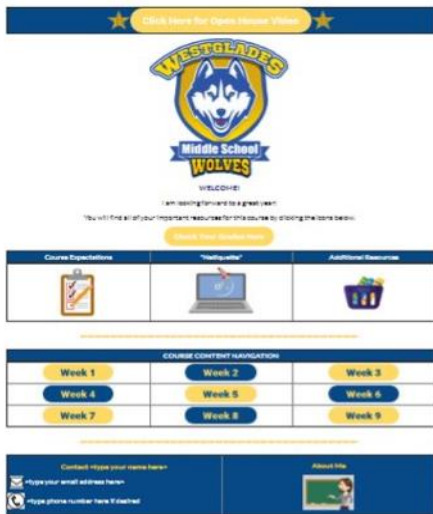 Click Here for Open House Video
WESTGLADES
Middle School
WOLVES
WELCOME!
I am looking forward to a great year!
You will find all of your important resources for this course by clicking the icons below.
Check Your Grades Here
Course Expectations
"Netiquette"
Additional Resources
COURSE CONTENT NAVIGATION
Week 1
Week 2
Week 3
Week 4
Week 5
Week 6
Week 7
Week 8
Week 9
Contact <type your name here>
<type your email address here>
<type phone number here if desired
About Me